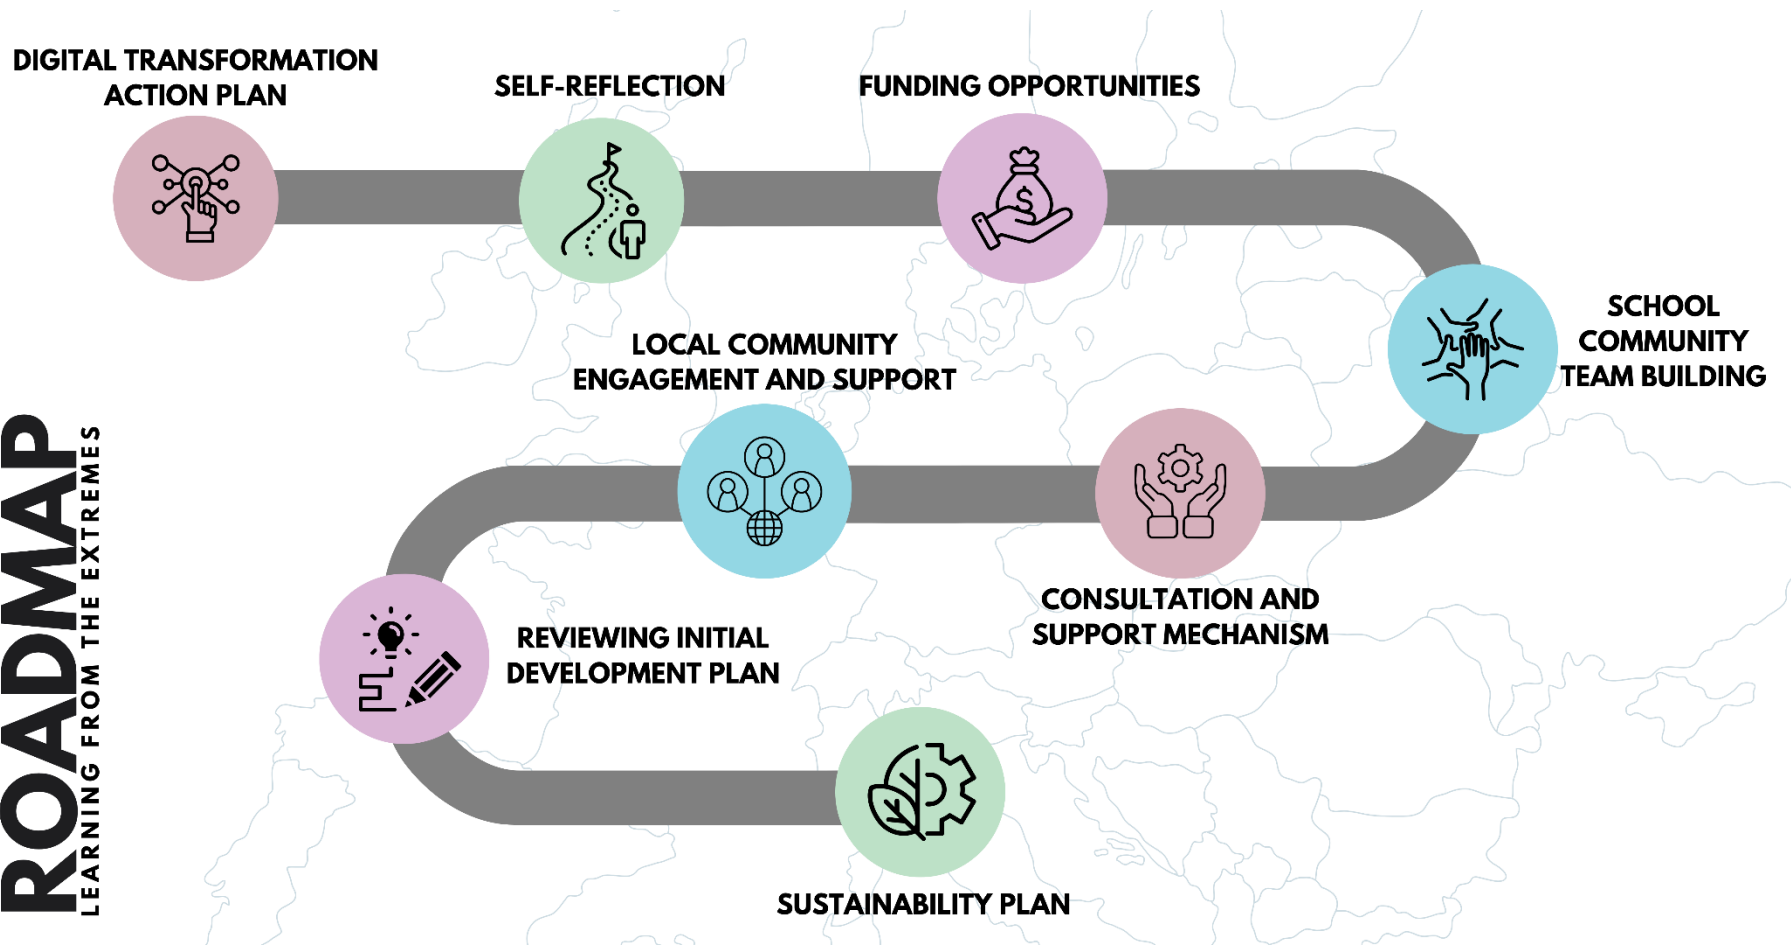 DIGITAL TRANSFORMATION
ACTION PLAN
SELF-REFLECTION
FUNDING OPPORTUNITIES
$
SCHOOL
COMMUNITY
TEAM BUILDING
CONSULTATION AND
SUPPORT MECHANISM
LOCAL COMMUNITY
ENGAGEMENT AND SUPPORT
REVIEWING INITIAL
DEVELOPMENT PLAN
SUSTAINABILITY PLAN
ROADMAP
LEARNING FROM THE EXTREMES